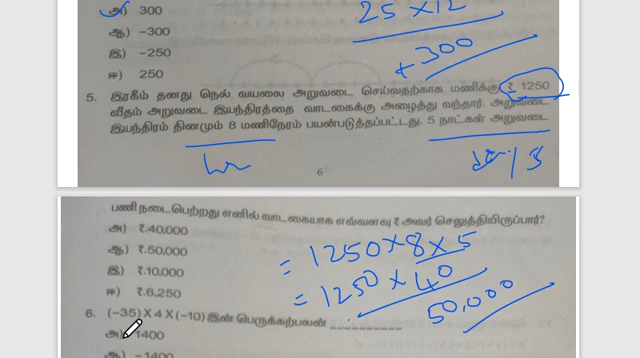 அ) 300
25 × 12
ஆ) -300
+300
இ) -250
ஈ) 250
5. இரகீம் தனது நெல் வயலை அறுவடை செய்வதற்காக மணிக்கு ₹ 1250
வீதம் அறுவடை இயந்திரத்தை வாடகைக்கு அழைத்து வந்தார். அறுவடை
இயந்திரம் தினமும் 8 மணிநேரம் பயன்படுத்தப்பட்டது. 5 நாட்கள் அறுவடை
hr
6
பணி நடைபெற்றது எனில் வாடகையாக எவ்வளவு ₹ அவர் செலுத்தியிருப்பார்?
அ) ₹.40,000
= 1250 × 8 × 5
ஆ) ₹.50,000
= 1250 × 40
இ) ₹.10,000
50,000
ஈ) ₹.6,250
6. (-35) X 4 X (-10) இன் பெருக்கற்பலன் __________
அ) 1400
ஆ) -1400